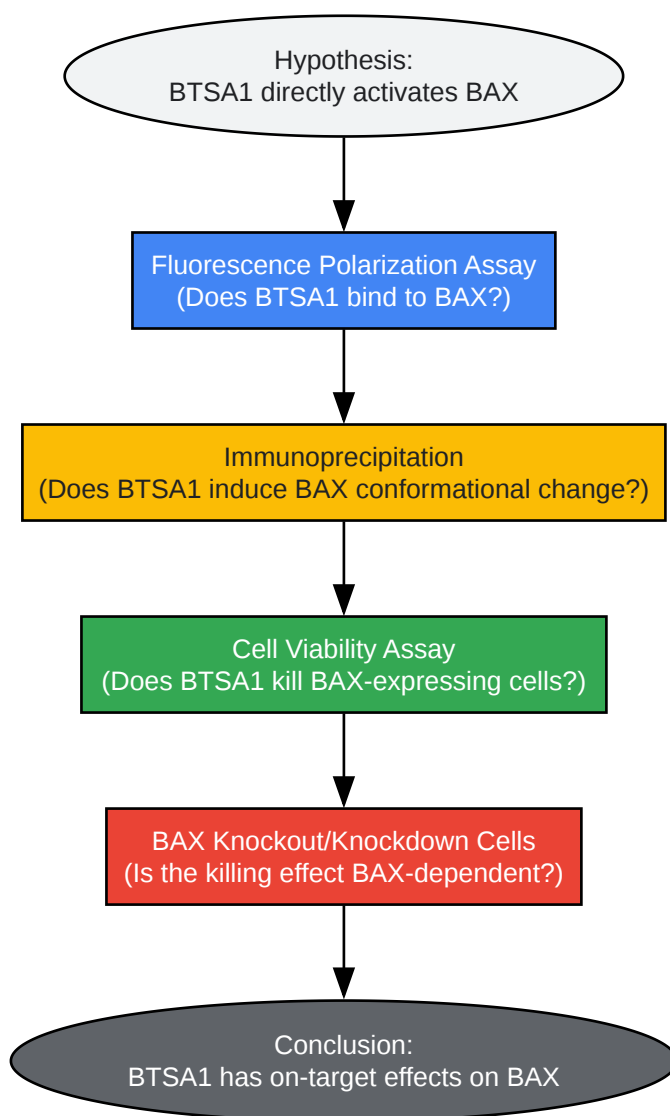 Hypothesis:
BTSA1 directly activates BAX
Fluorescence Polarization Assay
(Does BTSA1 bind to BAX?)
Immunoprecipitation
(Does BTSA1 induce BAX conformational change?)
Cell Viability Assay
(Does BTSA1 kill BAX-expressing cells?)
BAX Knockout/Knockdown Cells
(Is the killing effect BAX-dependent?)
Conclusion:
BTSA1 has on-target effects on BAX